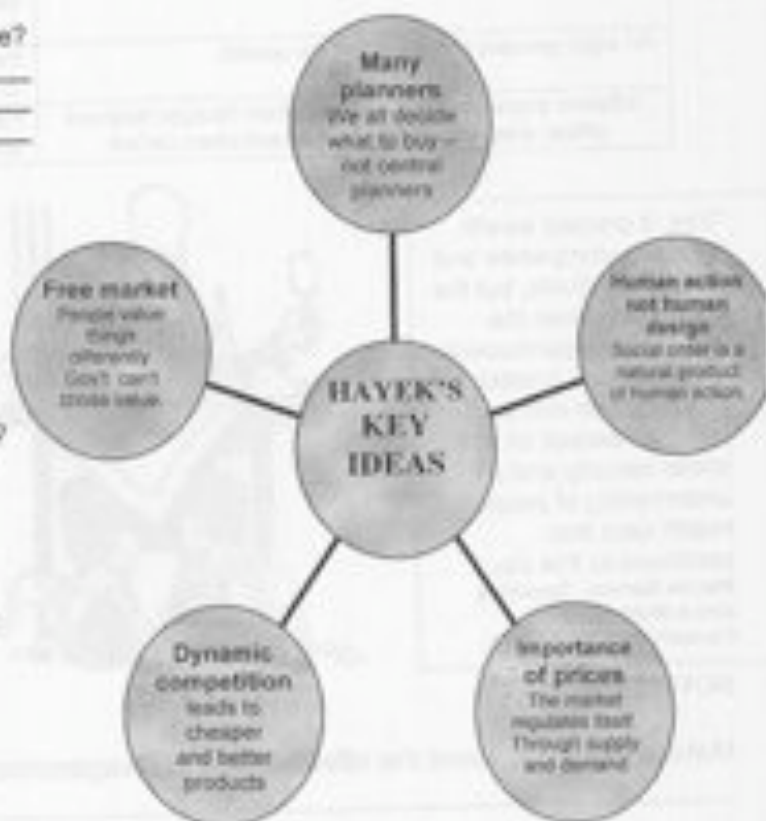 e?
Many
planners
We all decide
what to buy –
not central
planners
Free market
People value
things
differently
Gov't can't
choose value.
Human action
not human
design
Social order is a
natural product
of human action.
HAYEK'S
KEY
IDEAS
?
Dynamic
competition
leads to
cheaper
and better
products
Importance
of prices
The market
regulates itself
Through supply
and demand